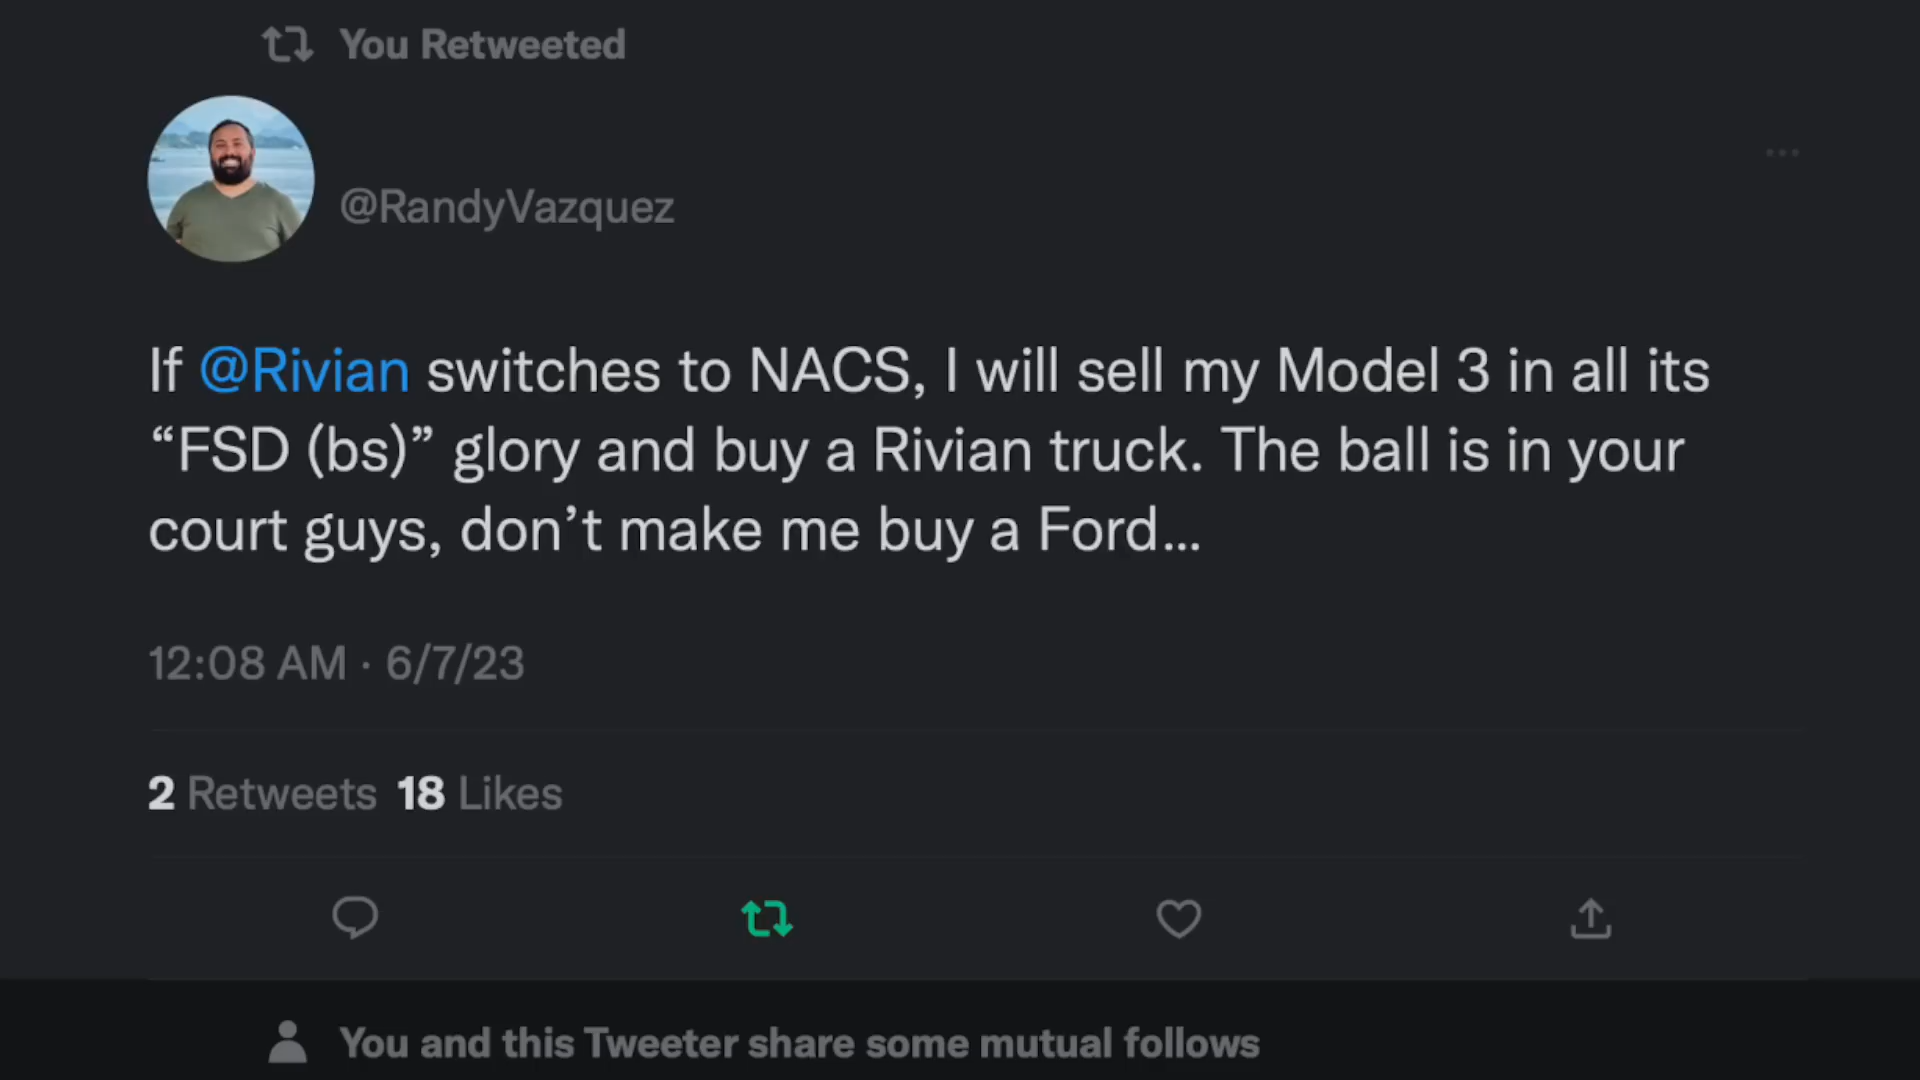 You Retweeted
@RandyVazquez
If @Rivian switches to NACS, I will sell my Model 3 in all its
“FSD (bs)” glory and buy a Rivian truck. The ball is in your
court guys, don’t make me buy a Ford...
12:08 AM · 6/7/23
2 Retweets 18 Likes
You and this Tweeter share some mutual follows